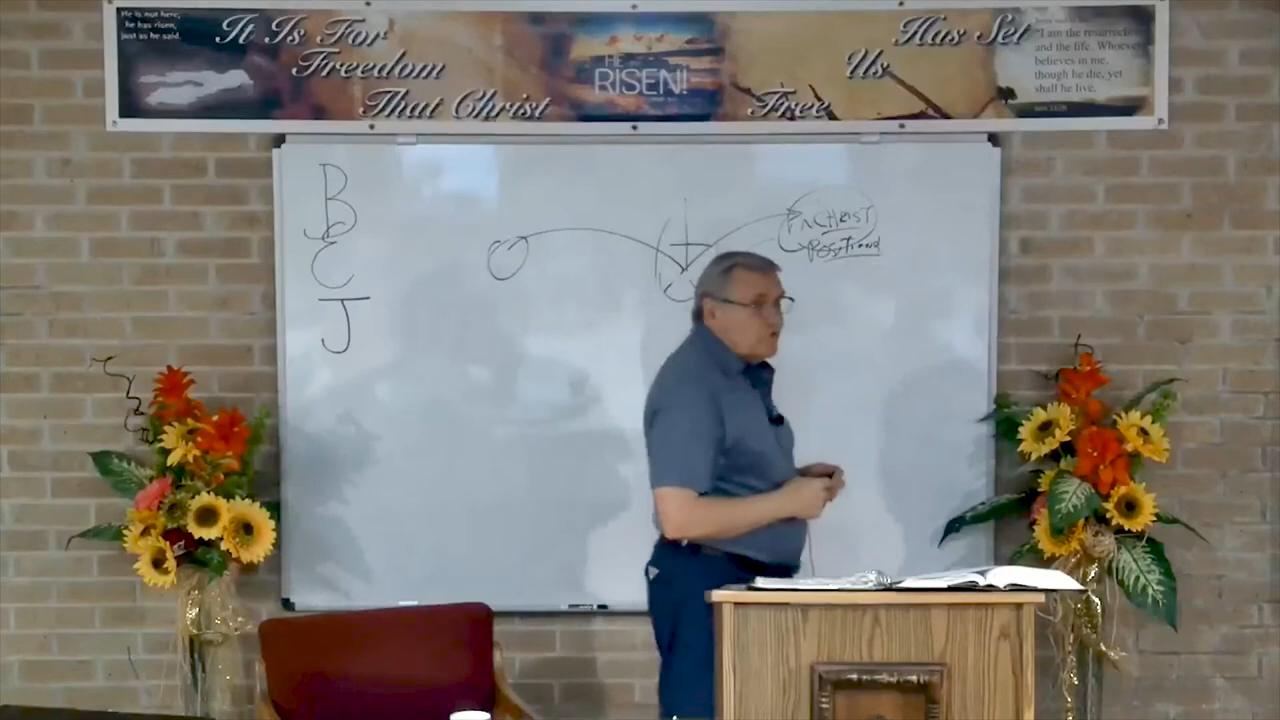 He is not here,
he has risen,
just as he said.
It Is For
Freedom
That Christ
HE
RISEN!
Has Set
Us
Free
"I am the resurrection
and the life. Whoever
believes in me,
though he die, yet
shall he live,
B
E
J
IN CHRIST
Positional